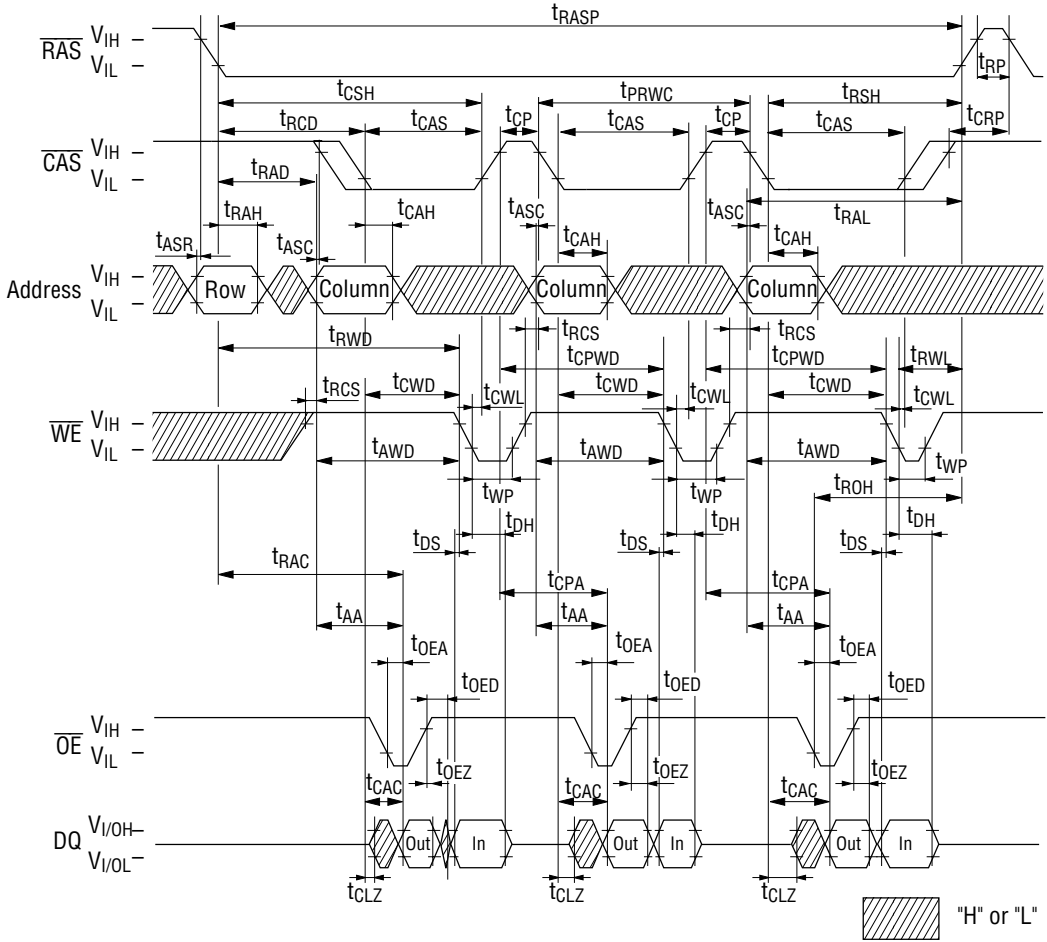 tRASP
RAS VIH –
VIL –
tRP
tCSH tPRWC tRSH
tRCD tCAS tCP tCAS tCP tCAS tCRP
CAS VIH –
VIL –
tRAD
tRAL
tRAH tCAH tASC tASC
tASR tASC tCAH tCAH
Address VIH –
VIL –
Row Column Column Column
tRCS tRCS
tRWD tCPWD tCPWD tRWL
tRCS tCWD tCWL tCWD tCWL tCWD tCWL
WE VIH –
VIL –
tAWD tAWD tAWD
tWP tWP tWP
tROH
tDH tDH tDH
tDS tDS tDS
tRAC tCPA tCPA
tAA tAA tAA
tOEA tOEA tOEA
tOED tOED tOED
OE VIH –
VIL –
tOEZ tOEZ tOEZ
tCAC tCAC tCAC
DQ VI/OH–
VI/OL–
Out In Out In Out In
tCLZ tCLZ tCLZ
"H" or "L"